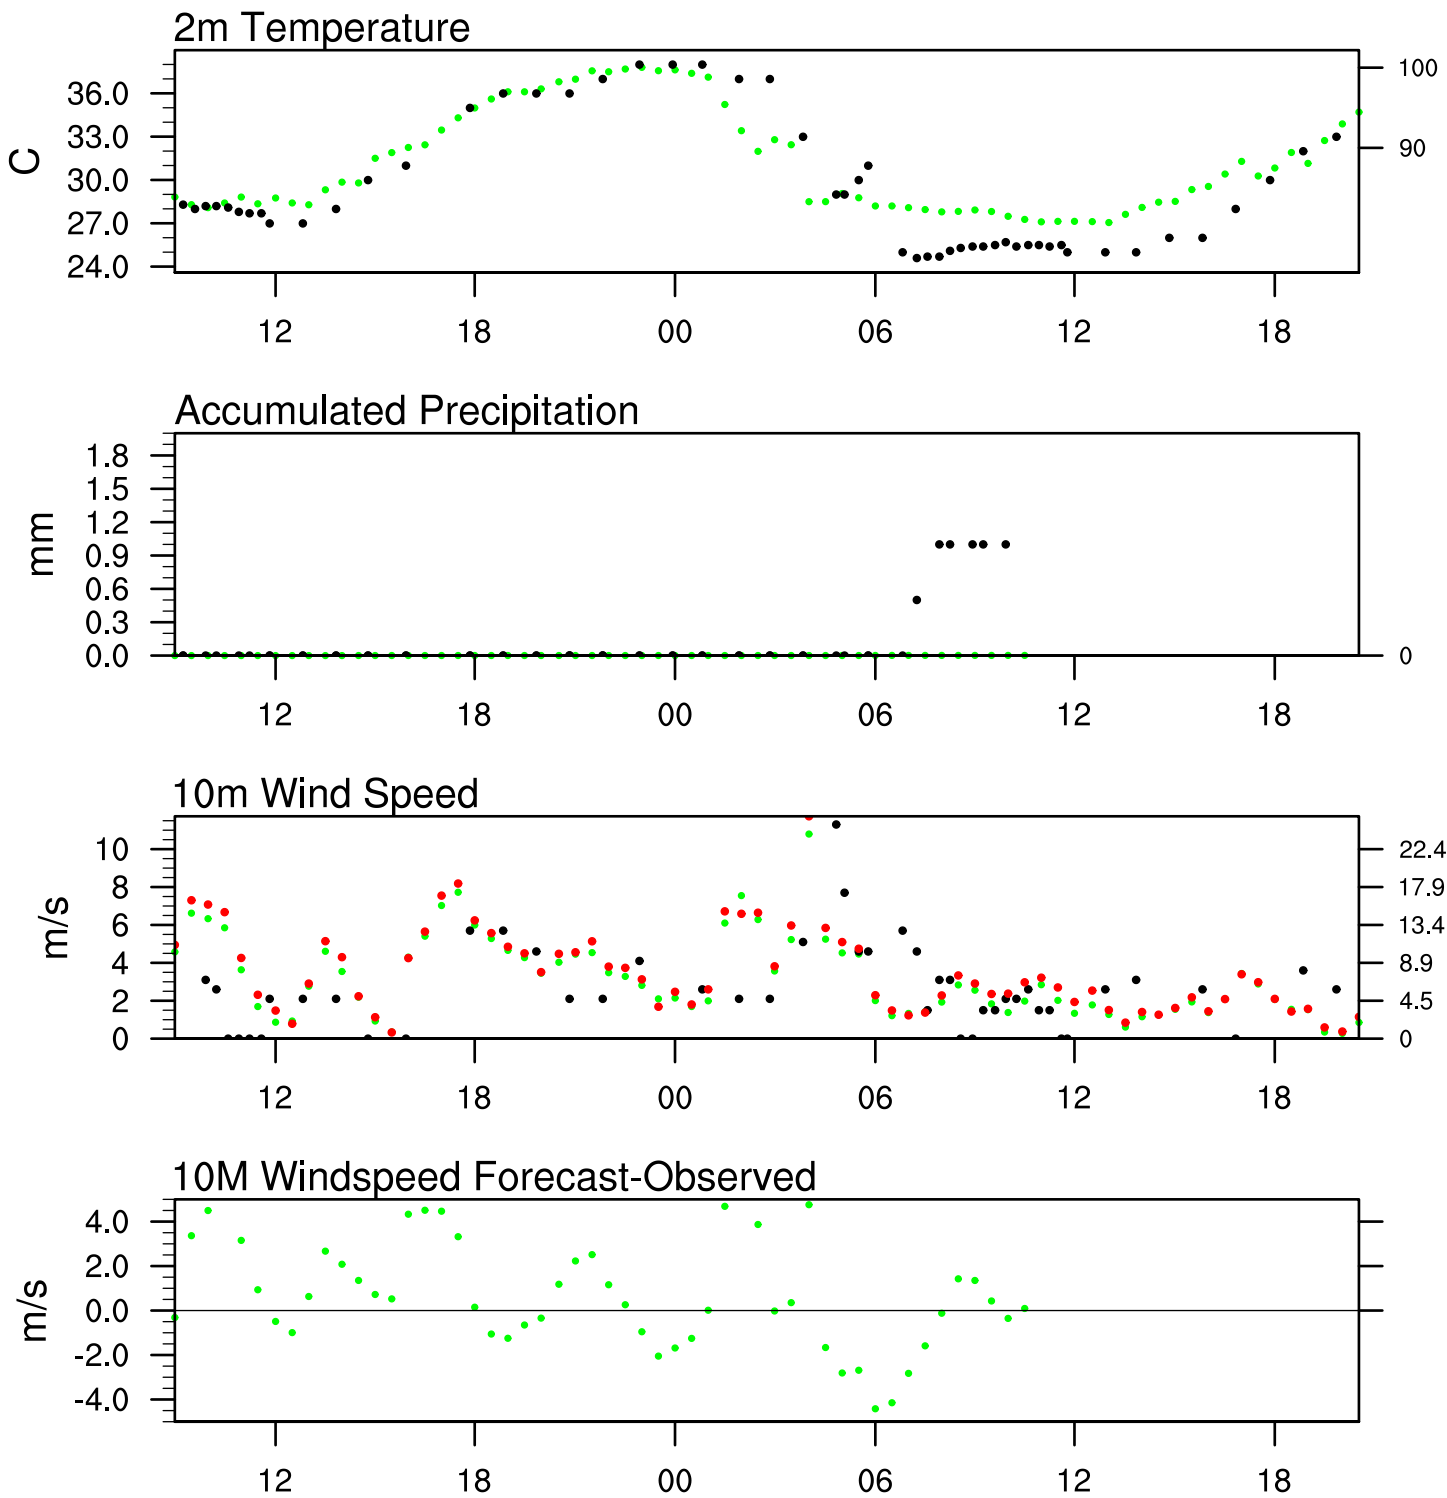 2m Temperature
C
36.0
33.0
30.0
27.0
24.0
100
90
12 18 00 06 12 18
Accumulated Precipitation
mm
1.8
1.5
1.2
0.9
0.6
0.3
0.0
0
12 18 00 06 12 18
10m Wind Speed
m/s
10
8
6
4
2
0
22.4
17.9
13.4
8.9
4.5
0
12 18 00 06 12 18
10M Windspeed Forecast-Observed
m/s
4.0
2.0
0.0
-2.0
-4.0
12 18 00 06 12 18